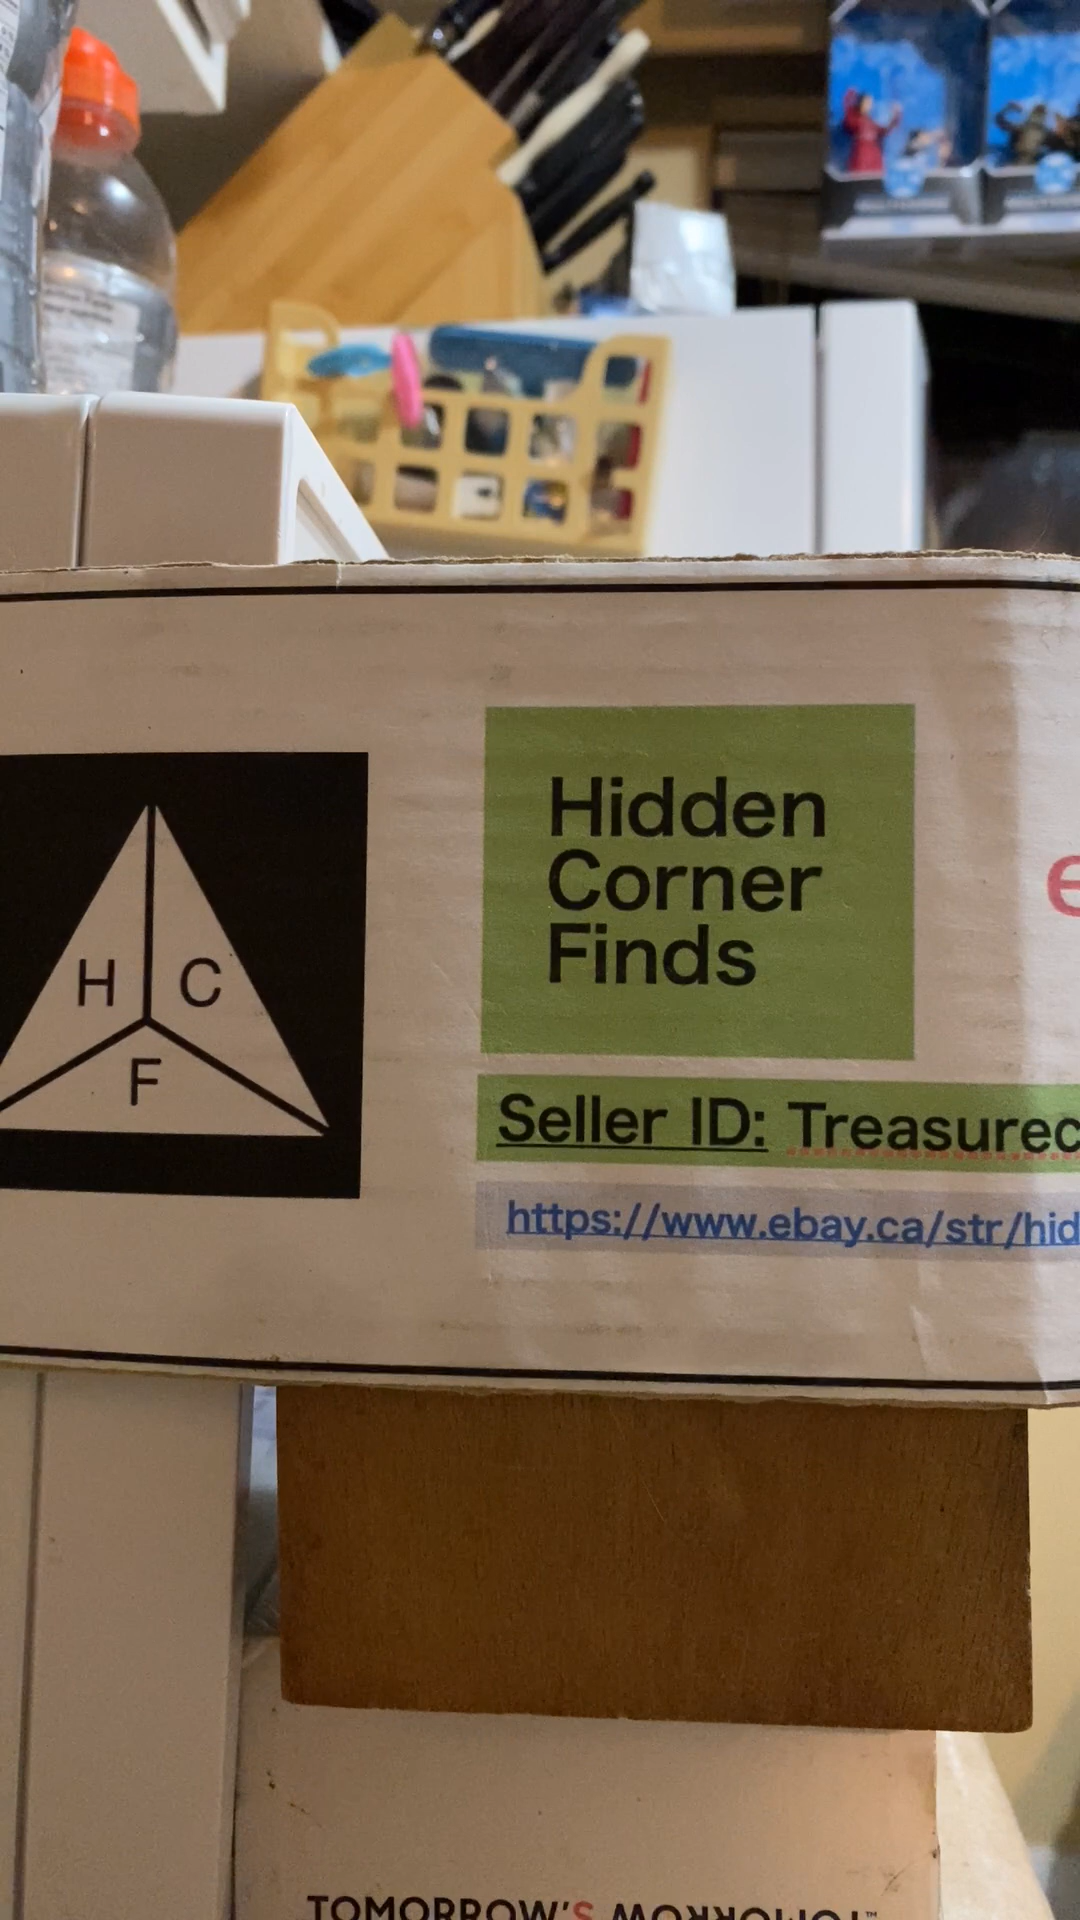 H C
F
Hidden
Corner
Finds
e
Seller ID: Treasurec
https://www.ebay.ca/str/hid
TOMORROW'S